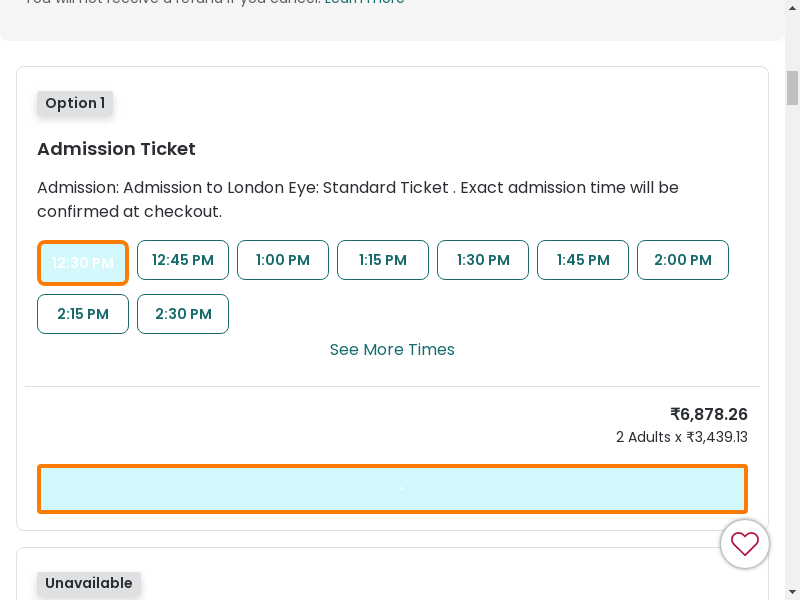 You will not receive a refund if you cancel. Learn more
Option 1
Admission Ticket
Admission: Admission to London Eye: Standard Ticket . Exact admission time will be
confirmed at checkout.
12:30 PM 12:45 PM 1:00 PM 1:15 PM 1:30 PM 1:45 PM 2:00 PM
2:15 PM 2:30 PM
See More Times
₹6,878.26
2 Adults x ₹3,439.13
Unavailable